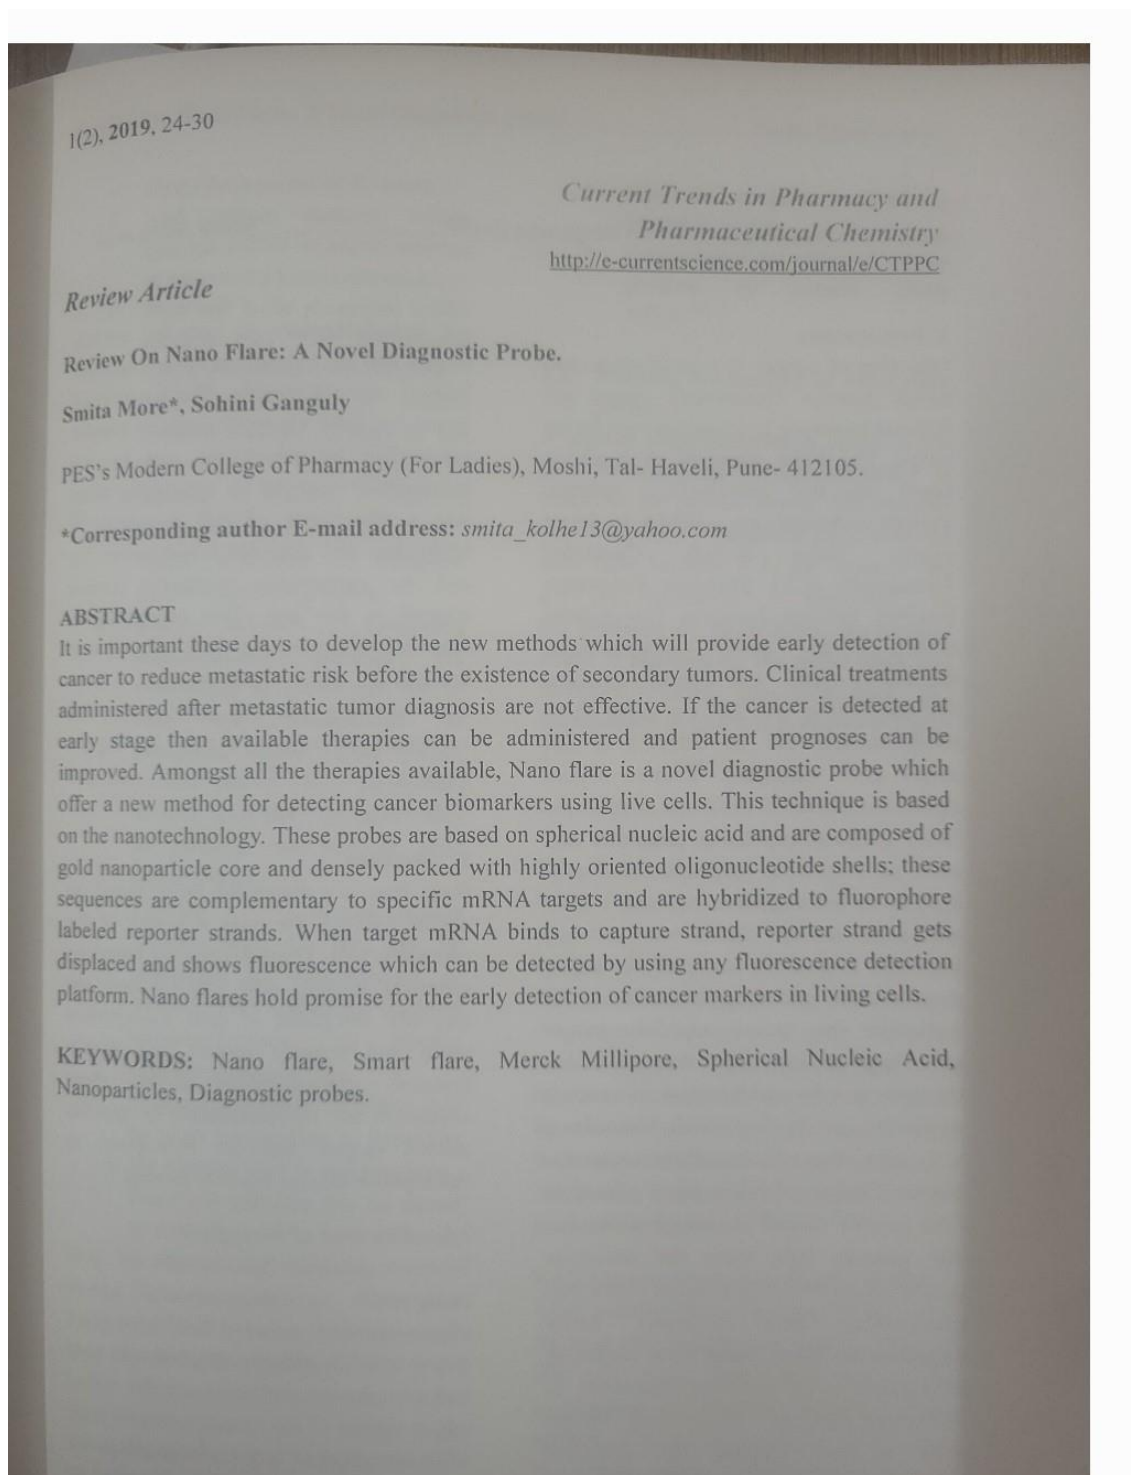 1(2), 2019, 24-30
Current Trends in Pharmacy and
Pharmaceutical Chemistry
http://e-currentscience.com/journal/e/CTPPC
Review Article
Review On Nano Flare: A Novel Diagnostic Probe.
Smita More*, Sohini Ganguly
PES's Modern College of Pharmacy (For Ladies), Moshi, Tal- Haveli, Pune- 412105.
*Corresponding author E-mail address: smita_kolhe13@yahoo.com
ABSTRACT
It is important these days to develop the new methods which will provide early detection of
cancer to reduce metastatic risk before the existence of secondary tumors. Clinical treatments
administered after metastatic tumor diagnosis are not effective. If the cancer is detected at
early stage then available therapies can be administered and patient prognoses can be
improved. Amongst all the therapies available, Nano flare is a novel diagnostic probe which
offer a new method for detecting cancer biomarkers using live cells. This technique is based
on the nanotechnology. These probes are based on spherical nucleic acid and are composed of
gold nanoparticle core and densely packed with highly oriented oligonucleotide shells; these
sequences are complementary to specific mRNA targets and are hybridized to fluorophore
labeled reporter strands. When target mRNA binds to capture strand, reporter strand gets
displaced and shows fluorescence which can be detected by using any fluorescence detection
platform. Nano flares hold promise for the early detection of cancer markers in living cells.
KEYWORDS: Nano flare, Smart flare, Merck Millipore, Spherical Nucleic Acid,
Nanoparticles, Diagnostic probes.